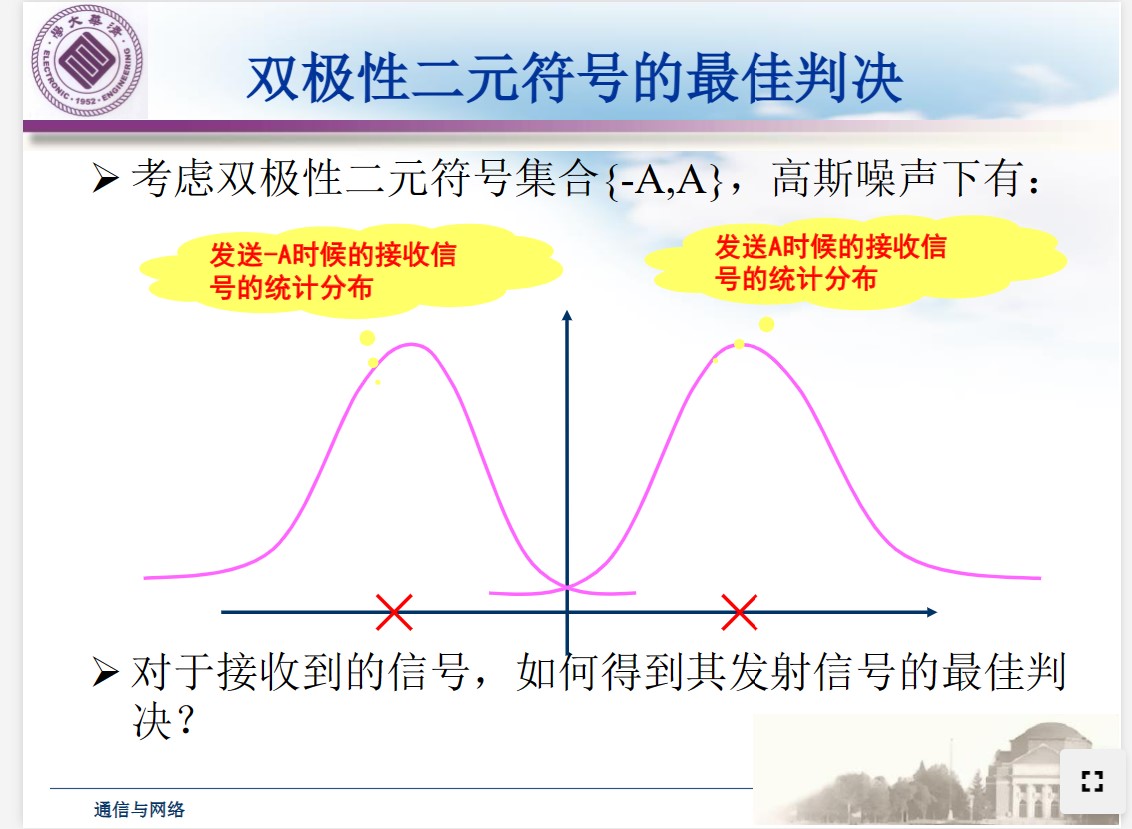 清华大学
ELECTRONIC ENGINEERING
1952
双极性二元符号的最佳判决
考虑双极性二元符号集合{-A,A}，高斯噪声下有：
发送-A时候的接收信
号的统计分布
发送A时候的接收信
号的统计分布
对于接收到的信号，如何得到其发射信号的最佳判
决？
通信与网络